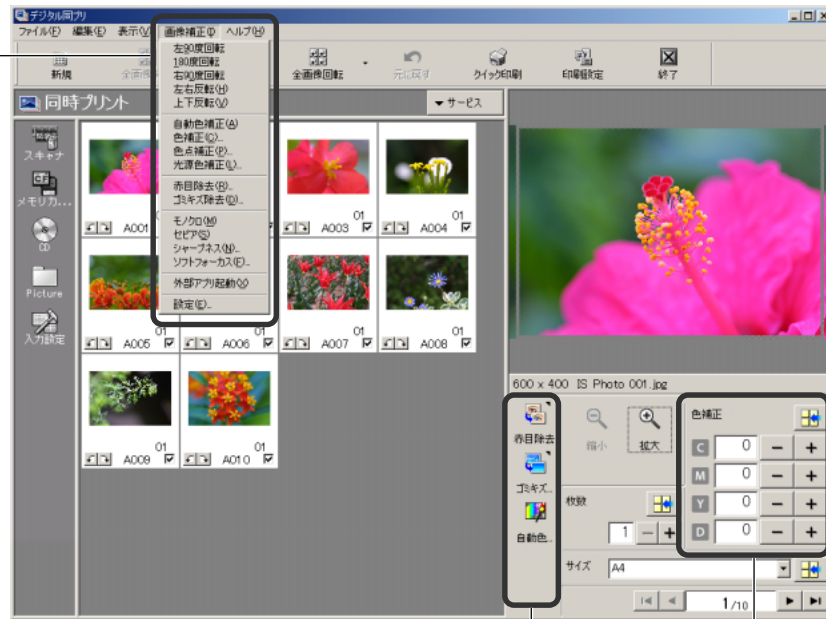 デジタル同プリ
ファイル(F) 編集(E) 表示(V) 画像補正(I) ヘルプ(H)
左90度回転
180度回転
右90度回転
左右反転(H)
上下反転(V)
自動色補正(A)
色補正(C)...
色点補正(P)...
光源色補正(L)...
赤目除去(R)...
ゴミキズ除去(D)...
モノクロ(M)
セピア(S)
シャープネス(N)...
ソフトフォーカス(F)...
外部アプリ起動(X)
設定(E)...
新規
全画像回転
元に戻す
クイック印刷
印刷設定
終了
同時プリント
サービス
スキャナ
CF
メモリカ...
CD
Picture
入力設定
A001
01
A003
01
A004
01
A005
01
A006
01
A007
01
A008
01
A009
01
A010
600 x 400 IS Photo 001.jpg
赤目除去
ゴミキズ...
自動色...
縮小
拡大
枚数
1 - +
サイズ A4
色補正
C 0 - +
M 0 - +
Y 0 - +
D 0 - +
1/10